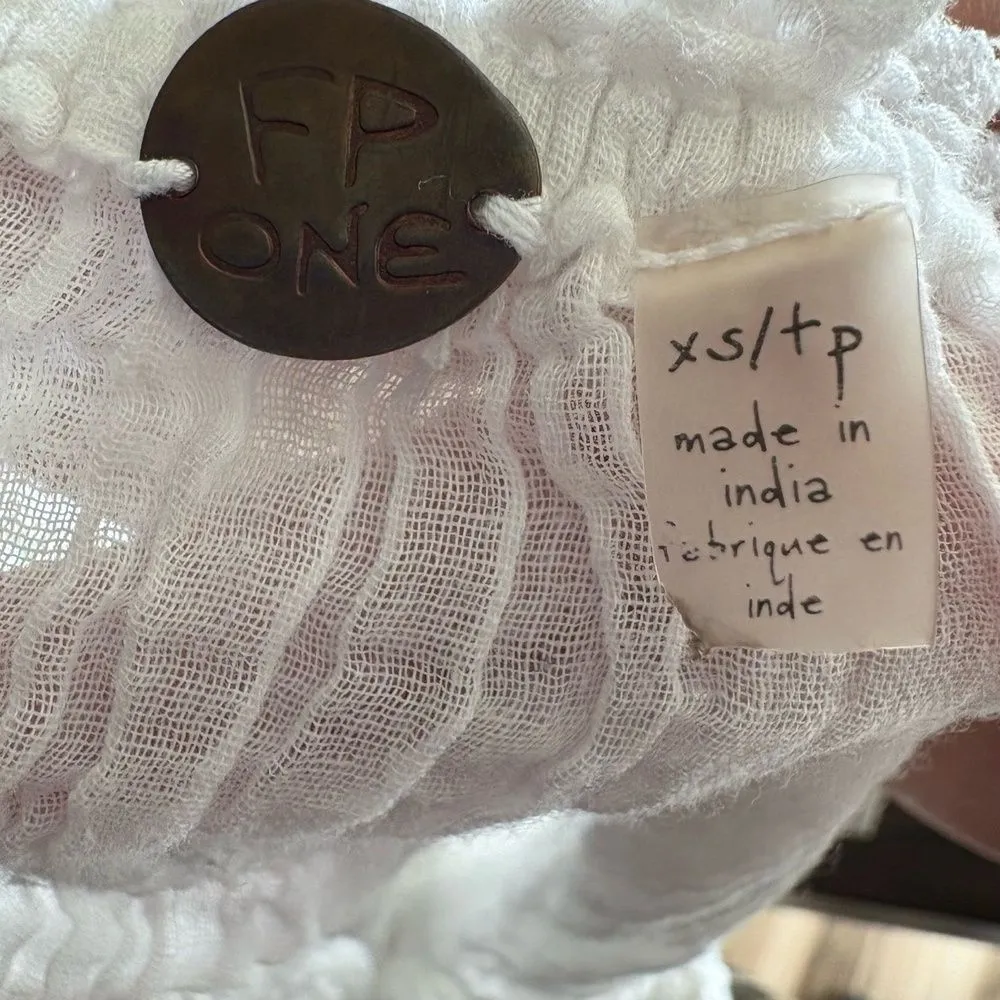 FP
ONE
xs/tp
made in
india
fabrique en
inde